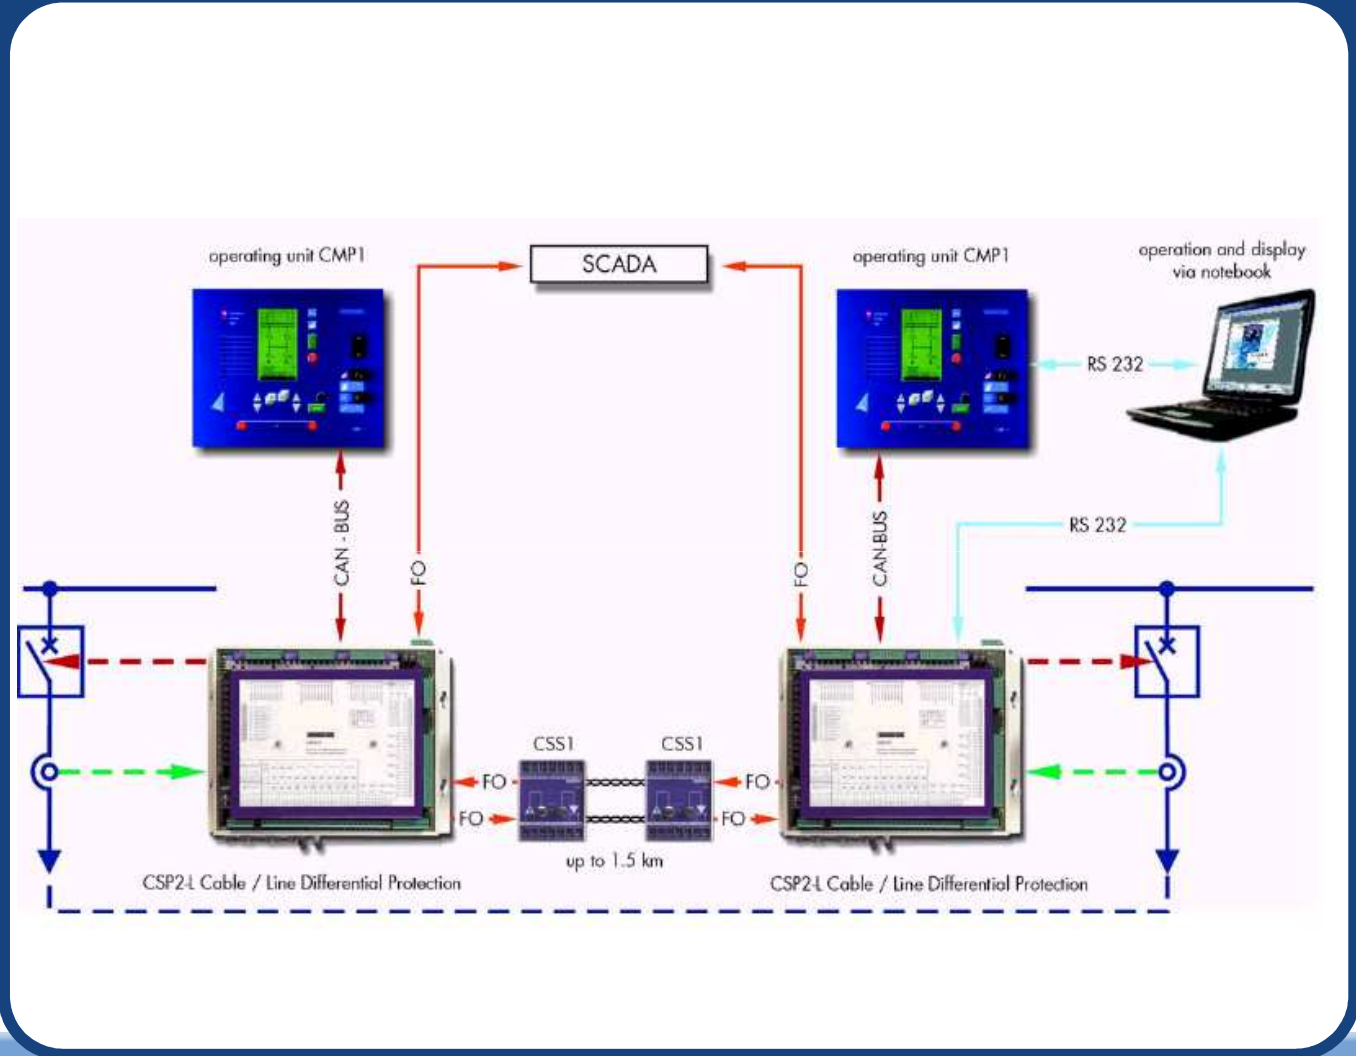 operating unit CMP1
SCADA
operating unit CMP1
operation and display
via notebook
RS 232
CAN - BUS
FO
FO
CAN-BUS
RS 232
CSS1
CSS1
FO
FO
FO
FO
up to 1.5 km
CSP2-L Cable / Line Differential Protection
CSP2-L Cable / Line Differential Protection